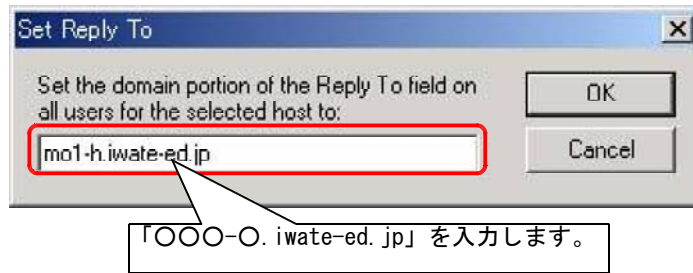 Set Reply To
Set the domain portion of the Reply To field on
all users for the selected host to:
mo1-h.iwate-ed.jp
OK
Cancel
「〇〇〇-〇. iwate-ed. jp」を入力します。